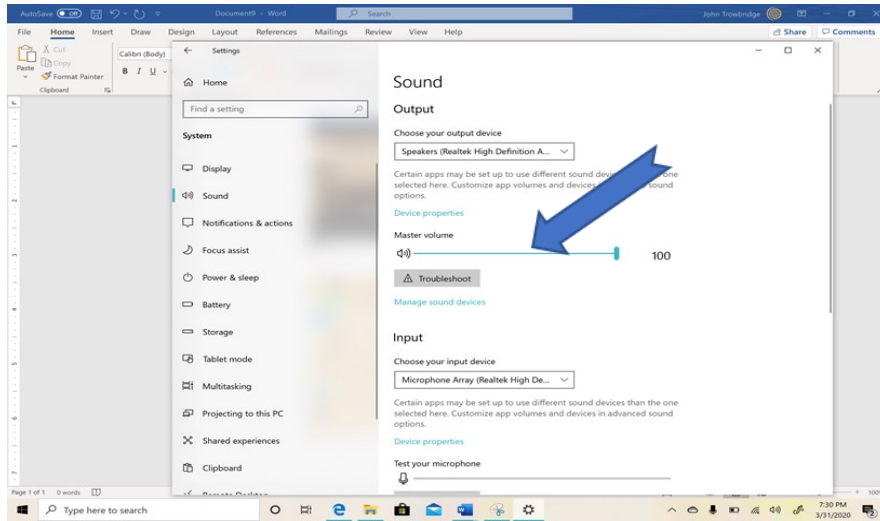 AutoSave On
Document9 - Word
Search
John Trowbridge
File Home Insert Draw Design Layout References Mailings Review View Help
Share Comments
Paste
Cut
Copy
Format Painter
Clipboard
Calibri (Body)
B I U
Settings
Home
Find a setting
System
Display
Sound
Notifications & actions
Focus assist
Power & sleep
Battery
Storage
Tablet mode
Multitasking
Projecting to this PC
Shared experiences
Clipboard
Sound
Output
Choose your output device
Speakers (Realtek High Definition A...
Certain apps may be set up to use different sound one
selected here. Customize app volumes and devices sound
options.
Device properties
Master volume
100
Troubleshoot
Manage sound devices
Input
Choose your input device
Microphone Array (Realtek High De...
Certain apps may be set up to use different sound devices than the one
selected here. Customize app volumes and devices in advanced sound
options.
Device properties
Test your microphone
Page 1 of 1 0 words
Type here to search
7:30 PM
3/31/2020